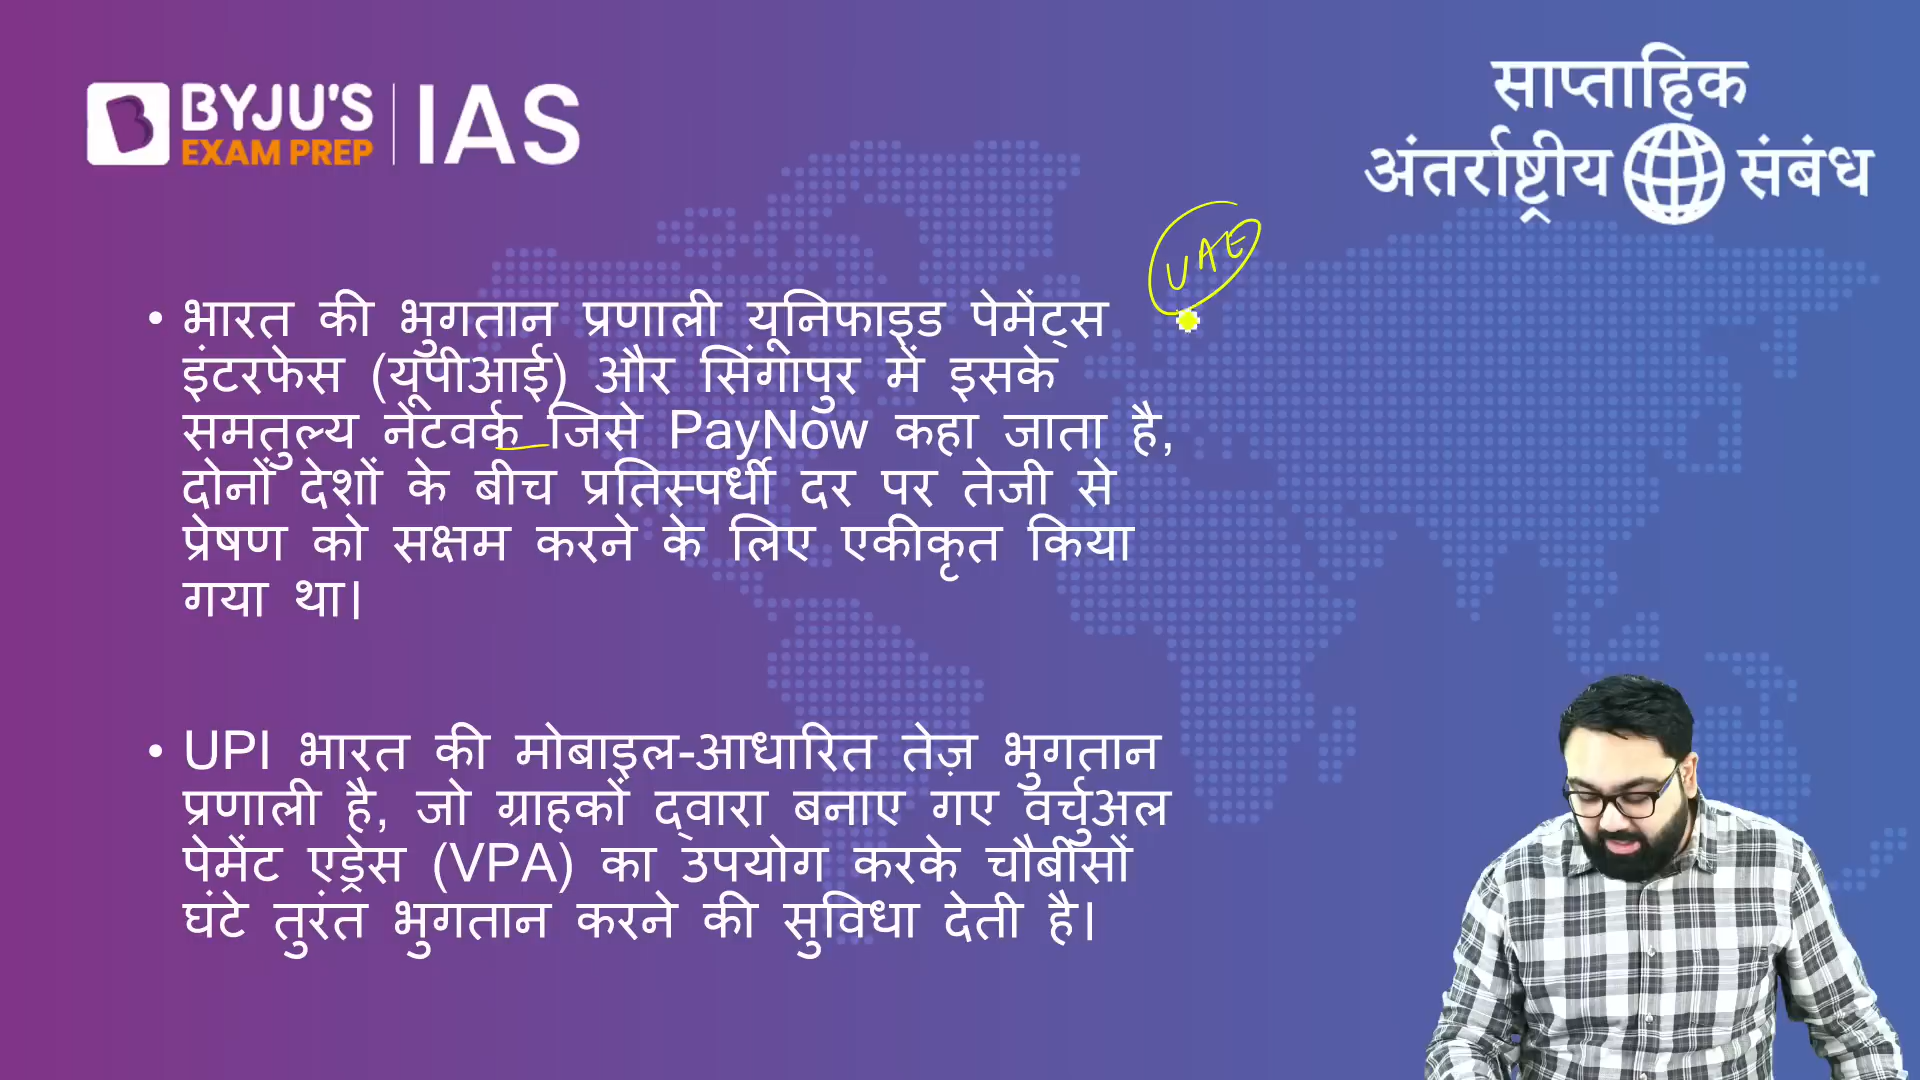 BYJU'S
EXAM PREP
IAS
साप्ताहिक
अंतर्राष्ट्रीय संबंध
UAE
• भारत की भुगतान प्रणाली यूनिफाइड पेमेंट्स
इंटरफेस (यूपीआई) और सिंगापुर में इसके
समतुल्य नेटवर्क जिसे PayNow कहा जाता है,
दोनों देशों के बीच प्रतिस्पर्धी दर पर तेजी से
प्रेषण को सक्षम करने के लिए एकीकृत किया
गया था।
• UPI भारत की मोबाइल-आधारित तेज़ भुगतान
प्रणाली है, जो ग्राहकों द्वारा बनाए गए वर्चुअल
पेमेंट एड्रेस (VPA) का उपयोग करके चौबीसों
घंटे तुरंत भुगतान करने की सुविधा देती है।